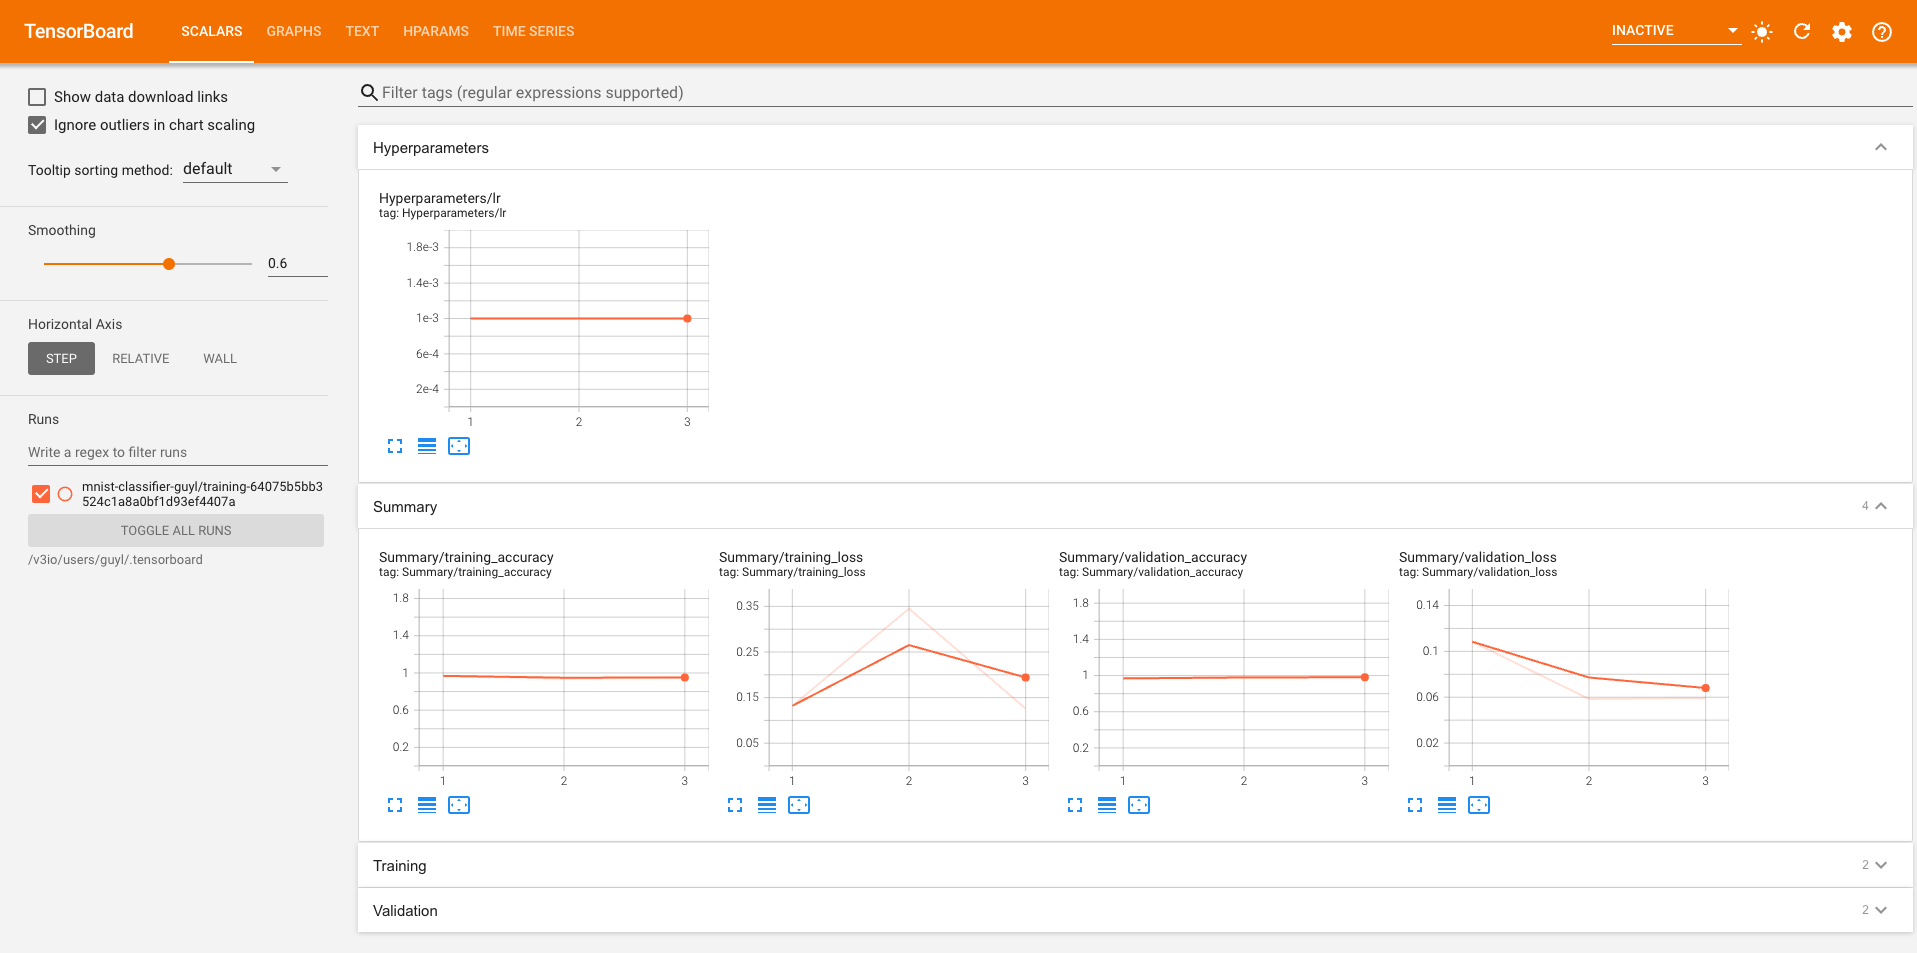 TensorBoard
SCALARS GRAPHS TEXT HPARAMS TIME SERIES
INACTIVE
Show data download links
Ignore outliers in chart scaling
Tooltip sorting method: default
Smoothing
0.6
Horizontal Axis
STEP RELATIVE WALL
Runs
Write a regex to filter runs
mnist-classifier-guyl/training-64075b5bb3
524c1a8a0bf1d93ef4407a
TOGGLE ALL RUNS
/v3io/users/guyl/.tensorboard
Filter tags (regular expressions supported)
Hyperparameters
Hyperparameters/lr
tag: Hyperparameters/lr
1.8e-3
1.4e-3
1e-3
6e-4
2e-4
1 2 3
Summary
4
Summary/training_accuracy
tag: Summary/training_accuracy
1.8
1.4
1
0.6
0.2
1 2 3
Summary/training_loss
tag: Summary/training_loss
0.35
0.25
0.15
0.05
1 2 3
Summary/validation_accuracy
tag: Summary/validation_accuracy
1.8
1.4
1
0.6
0.2
1 2 3
Summary/validation_loss
tag: Summary/validation_loss
0.14
0.1
0.06
0.02
1 2 3
Training
2
Validation
2